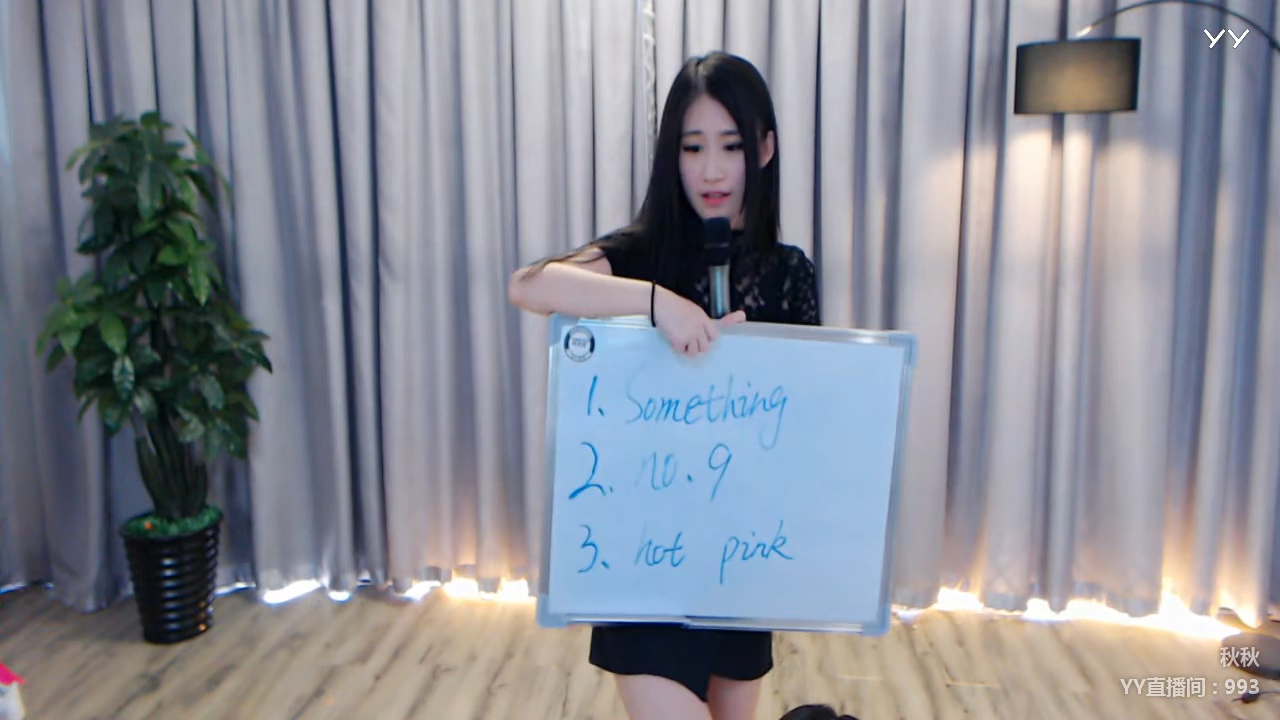 YY
1. Something
2. no. 9
3. hot pink
秋秋
YY直播间：993